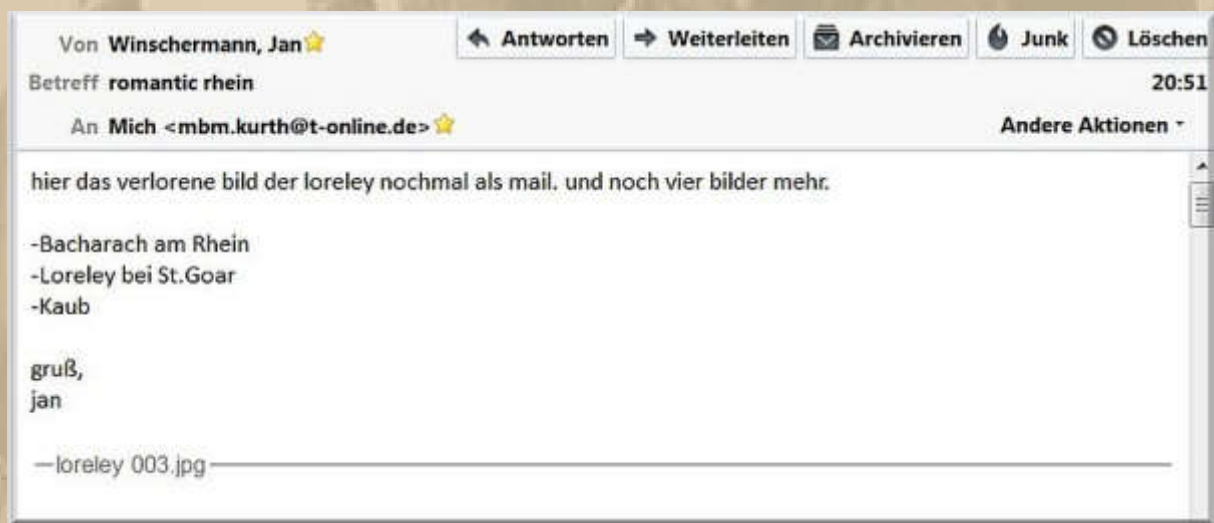 Von Winschermann, Jan Antworten Weiterleiten Archivieren Junk Löschen
Betreff romantic rhein 20:51
An Mich <mbm.kurth@t-online.de> Andere Aktionen
hier das verlorene bild der loreley nochmal als mail. und noch vier bilder mehr.
-Bacharach am Rhein
-Loreley bei St.Goar
-Kaub
gruß,
jan
loreley 003.jpg